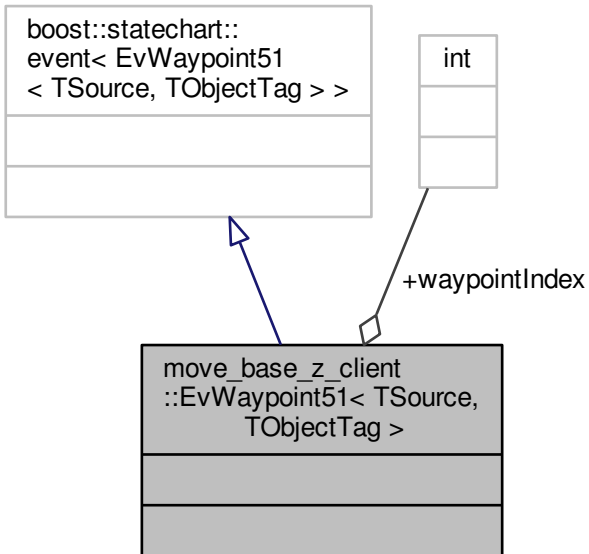 boost::statechart::
event< EvWaypoint51
< TSource, TObjectTag > >
int
+waypointIndex
move_base_z_client
::EvWaypoint51< TSource,
TObjectTag >